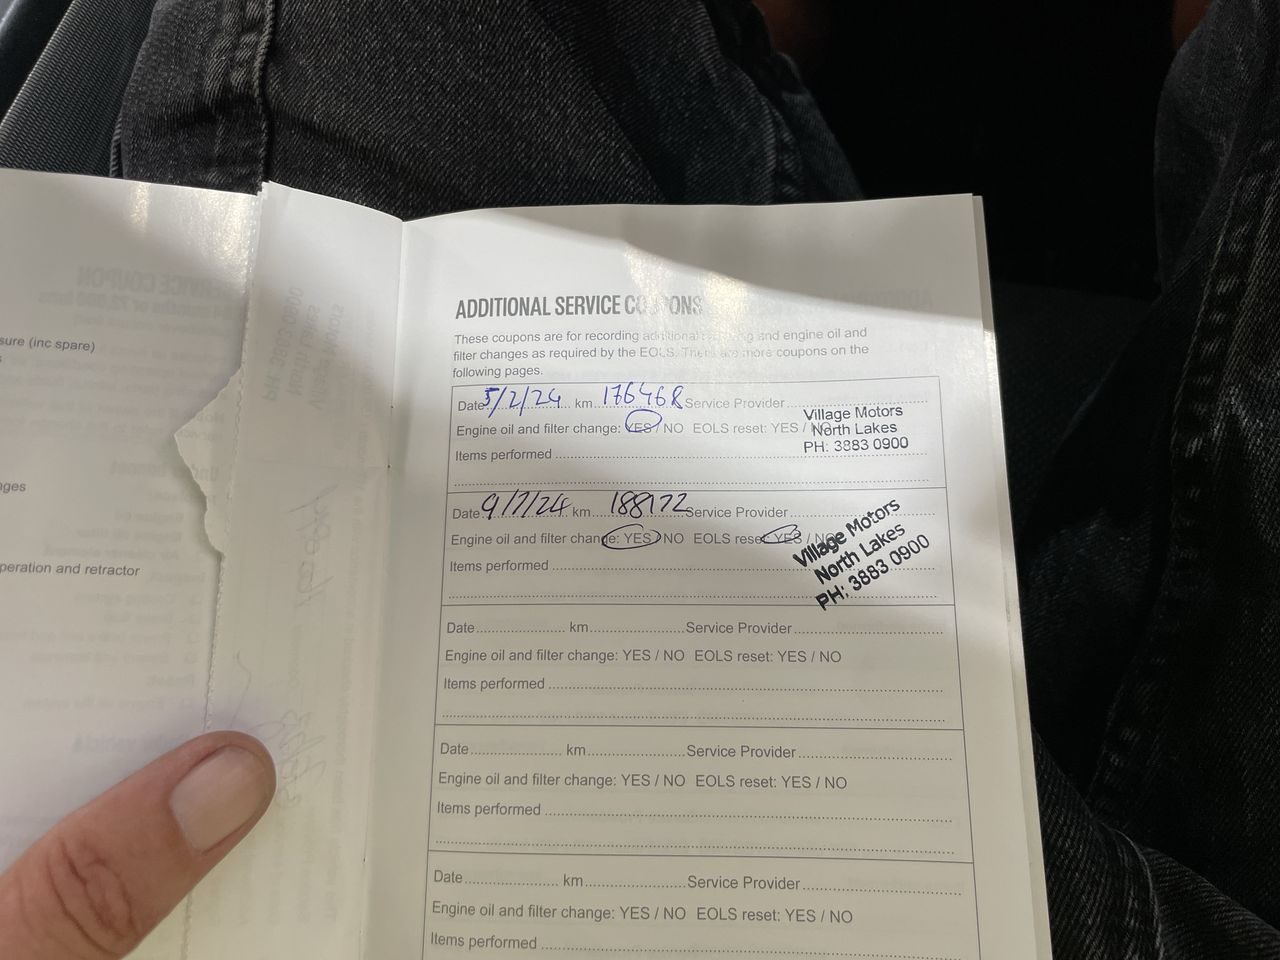 sure (inc spare)
nges
peration and retractor
ADDITIONAL SERVICE COUPONS
These coupons are for recording additional and engine oil and
filter changes as required by the EOLS. There are more coupons on the
following pages.
Date 5/2/24 km 176468 Service Provider
Village Motors
Engine oil and filter change: YES / NO EOLS reset: YES / NO
North Lakes
PH: 3883 0900
Items performed
Date 9/7/24 km 188172 Service Provider
Village Motors
Engine oil and filter change: YES / NO EOLS reset: YES / NO
North Lakes
Items performed
PH: 3883 0900
Date km Service Provider
Engine oil and filter change: YES / NO EOLS reset: YES / NO
Items performed
Date km Service Provider
Engine oil and filter change: YES / NO EOLS reset: YES / NO
Items performed
Date km Service Provider
Engine oil and filter change: YES / NO EOLS reset: YES / NO
Items performed